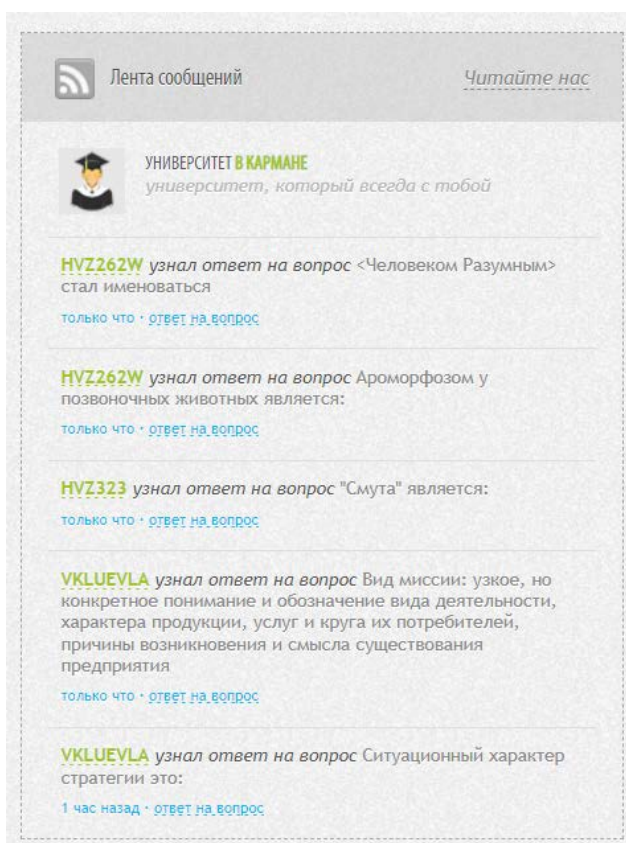 Лента сообщений
Читайте нас
УНИВЕРСИТЕТ В КАРМАНЕ
университет, который всегда с тобой
HVZ262W узнал ответ на вопрос <Человеком Разумным>
стал именоваться
только что · ответ на вопрос
HVZ262W узнал ответ на вопрос Ароморфозом у
позвоночных животных является:
только что · ответ на вопрос
HVZ323 узнал ответ на вопрос "Смута" является:
только что · ответ на вопрос
VKLUEVLA узнал ответ на вопрос Вид миссии: узкое, но
конкретное понимание и обозначение вида деятельности,
характера продукции, услуг и круга их потребителей,
причины возникновения и смысла существования
предприятия
только что · ответ на вопрос
VKLUEVLA узнал ответ на вопрос Ситуационный характер
стратегии это:
1 час назад · ответ на вопрос